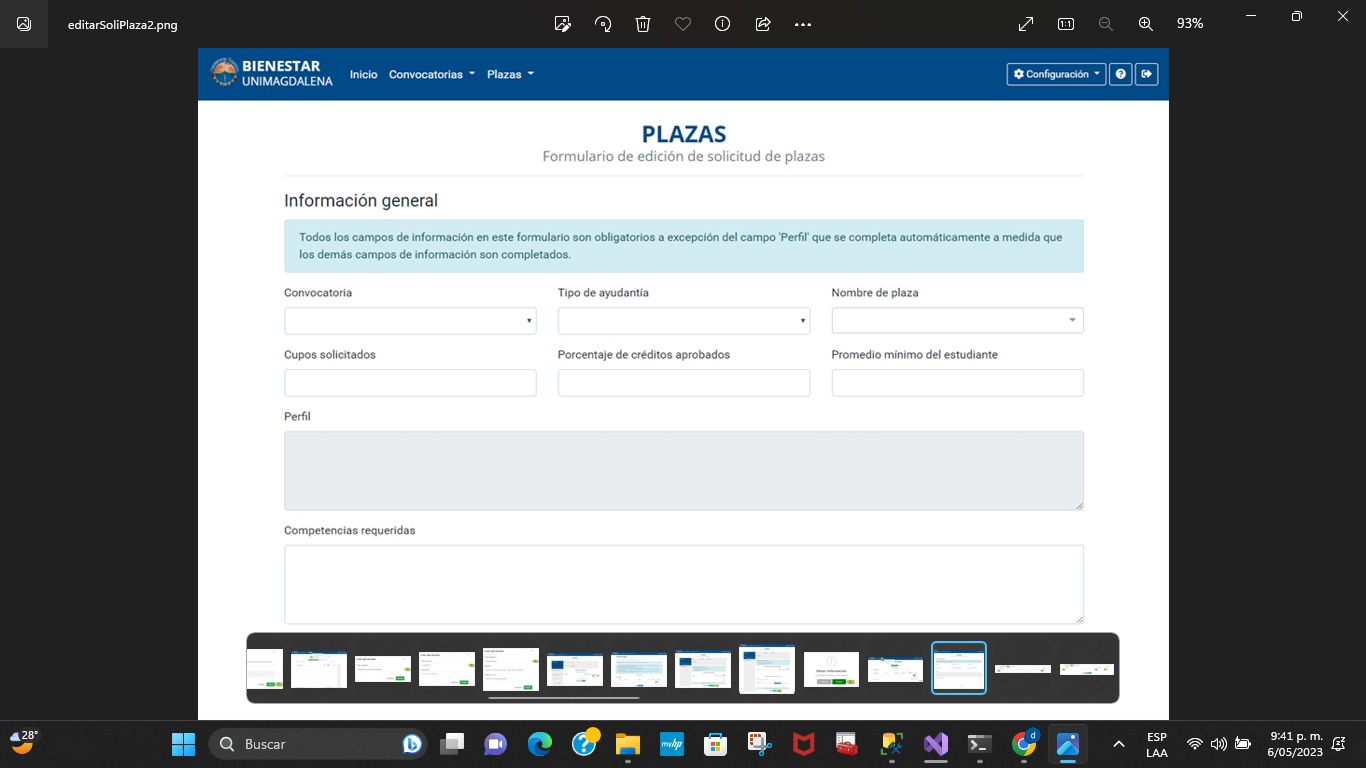 editarSoliPlaza2.png
93%
BIENESTAR
UNIMAGDALENA
Inicio Convocatorias Plazas
Configuración
PLAZAS
Formulario de edición de solicitud de plazas
Información general
Todos los campos de información en este formulario son obligatorios a excepción del campo 'Perfil' que se completa automáticamente a medida que
los demás campos de información son completados.
Convocatoria Tipo de ayudantía Nombre de plaza
Cupos solicitados Porcentaje de créditos aprobados Promedio mínimo del estudiante
Perfil
Competencias requeridas
28°
Buscar
myhp
d
ESP
LAA
9:41 p. m.
6/05/2023